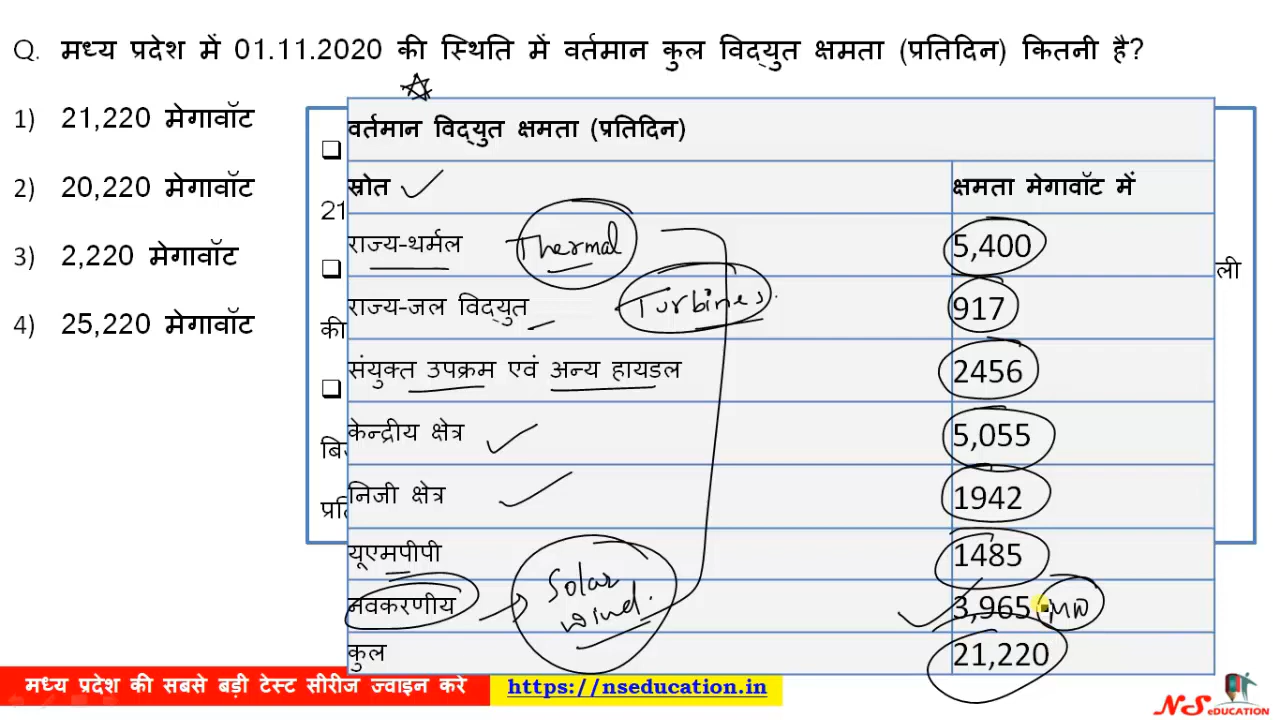 Q. मध्य प्रदेश में 01.11.2020 की स्थिति में वर्तमान कुल विद्युत क्षमता (प्रतिदिन) कितनी है?
1) 21,220 मेगावॉट
2) 20,220 मेगावॉट
3) 2,220 मेगावॉट
4) 25,220 मेगावॉट
वर्तमान विद्युत क्षमता (प्रतिदिन)
स्रोत क्षमता मेगावॉट में
21
राज्य-थर्मल Thermal 5,400
ली
राज्य-जल विद्युत Turbines 917
की
संयुक्त उपक्रम एवं अन्य हायडल 2456
केन्द्रीय क्षेत्र 5,055
निजी क्षेत्र 1942
यूएमपीपी 1485
नवकरणीय Solar wind. 3,965 MW
कुल 21,220
मध्य प्रदेश की सबसे बड़ी टेस्ट सीरीज ज्वाइन करे https://nseducation.in
NS eDUCATION